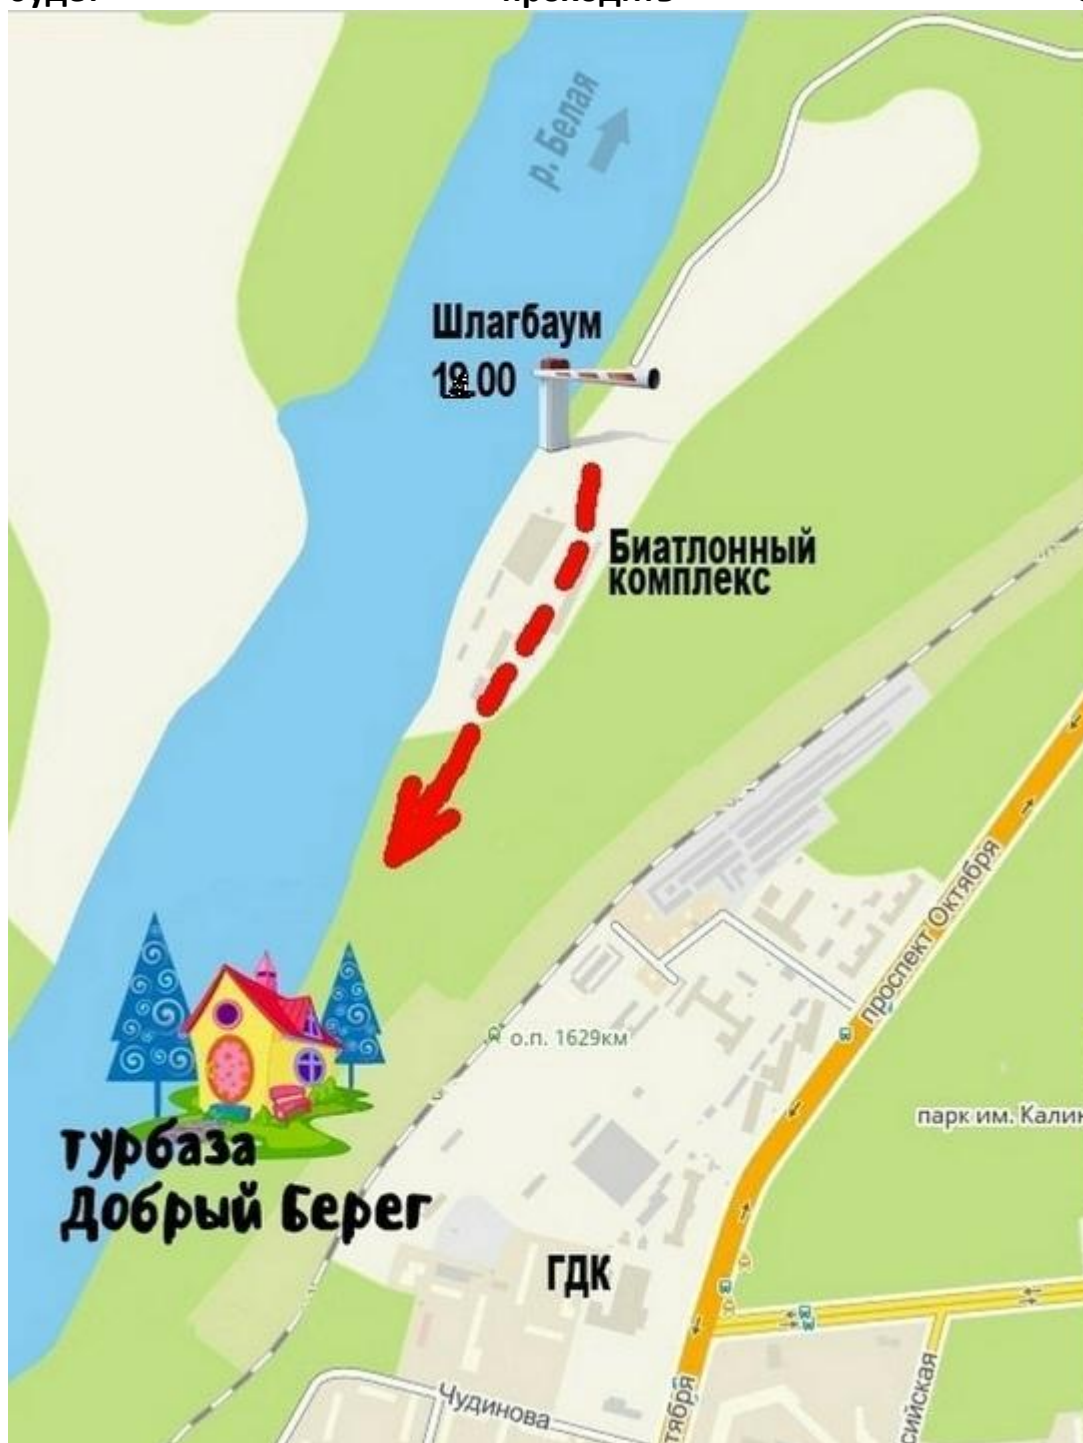 р. Белая
Шлагбаум
Биатлонный
комплекс
проспект Октября
о.п. 1629км
парк им. Калин
турбаза
Добрый Берег
ГДК
Чудинова
тября
сийская